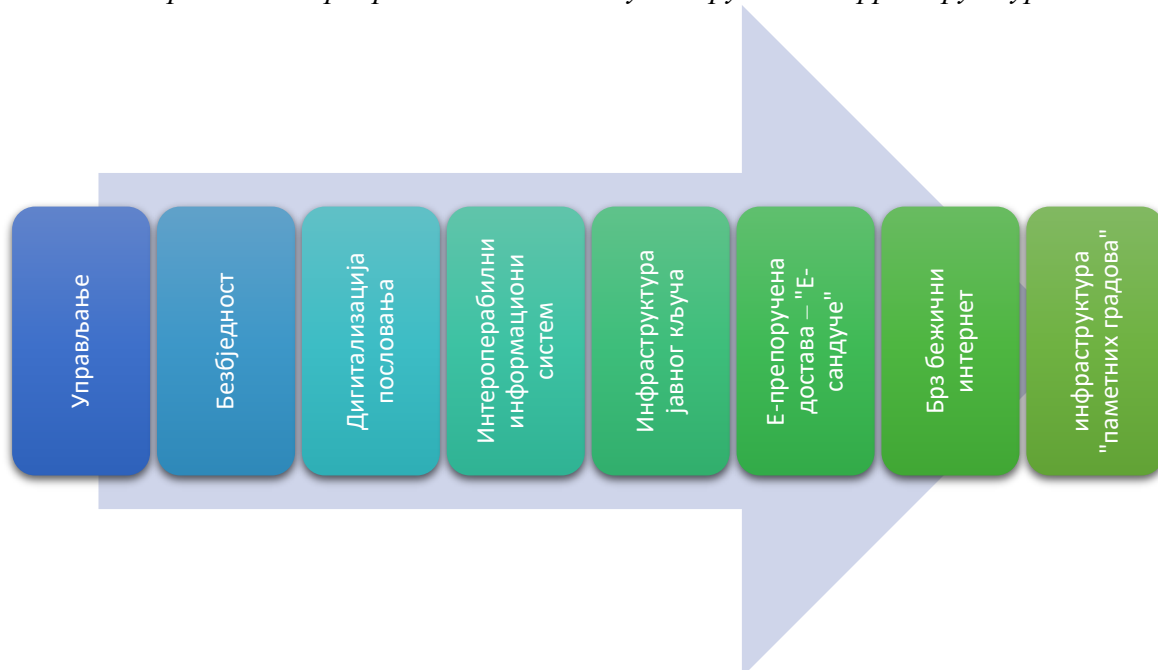 Управљање
Безбједност
Дигитализација
пословања
Интероперабилни
информациони
систем
Инфраструктура
јавног кључа
Е-препоручена
достава – "Е-
сандуче"
Брз бежични
интернет
инфраструктура
"паметних градова"